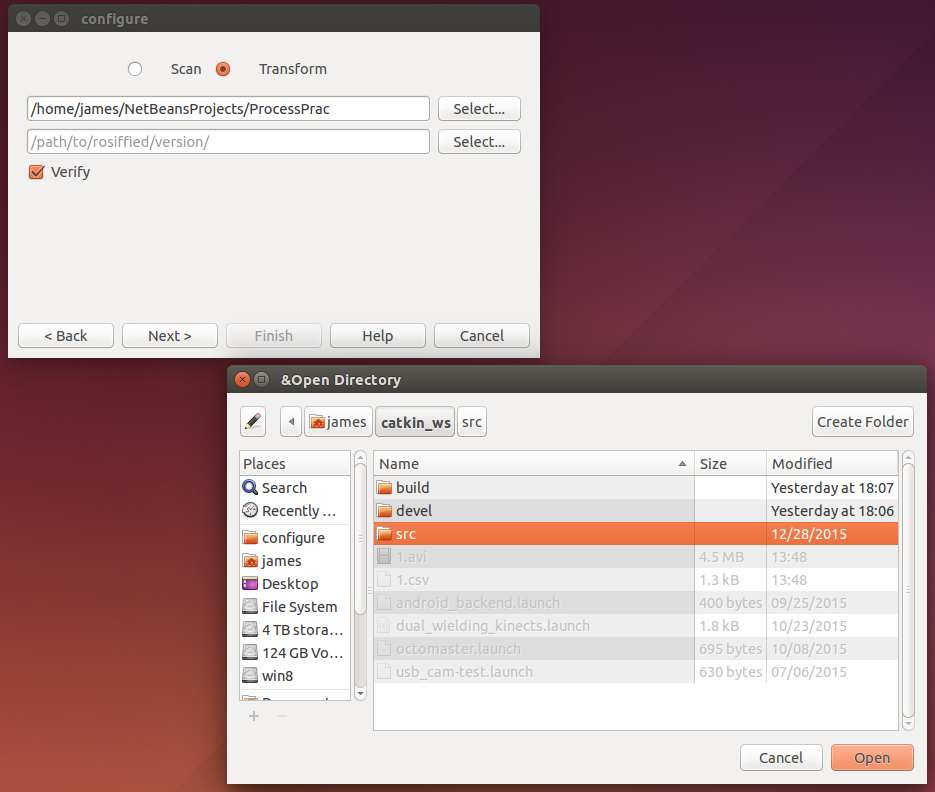 configure
Scan Transform
/home/james/NetBeansProjects/ProcessPrac Select...
/path/to/rosiffied/version/ Select...
Verify
< Back Next > Finish Help Cancel
&Open Directory
james catkin_ws src Create Folder
Places
Search
Recently ...
configure
james
Desktop
File System
4 TB stora...
124 GB Vo...
win8
Name Size Modified
build Yesterday at 18:07
devel Yesterday at 18:06
src 12/28/2015
1.avi 4.5 MB 13:48
1.csv 1.3 kB 13:48
android_backend.launch 400 bytes 09/25/2015
dual_wielding_kinects.launch 1.8 kB 10/23/2015
octomaster.launch 695 bytes 10/08/2015
usb_cam-test.launch 630 bytes 07/06/2015
Cancel Open